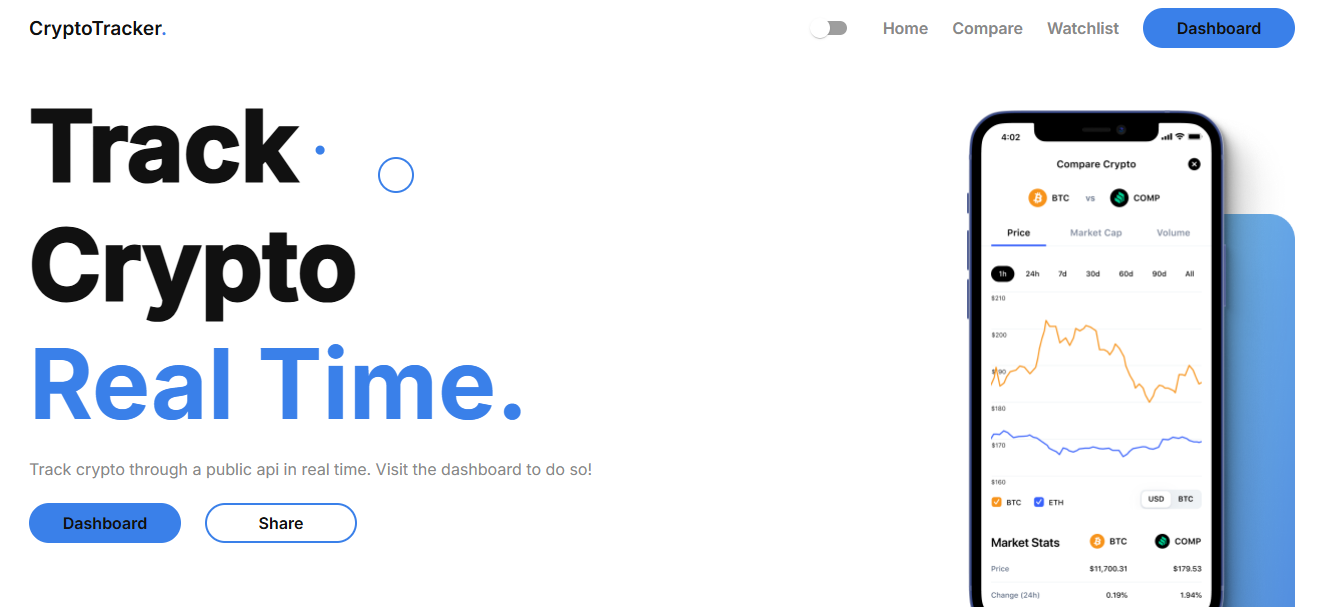 CryptoTracker.
Home Compare Watchlist Dashboard
Track
Crypto
Real Time.
Track crypto through a public api in real time. Visit the dashboard to do so!
Dashboard Share
4:02
Compare Crypto
BTC vs COMP
Price Market Cap Volume
1h 24h 7d 30d 60d 90d All
$210
$200
$190
$180
$170
$160
BTC ETH USD BTC
Market Stats BTC COMP
Price $11,700.31 $179.53
Change (24h) 0.19% 1.94%